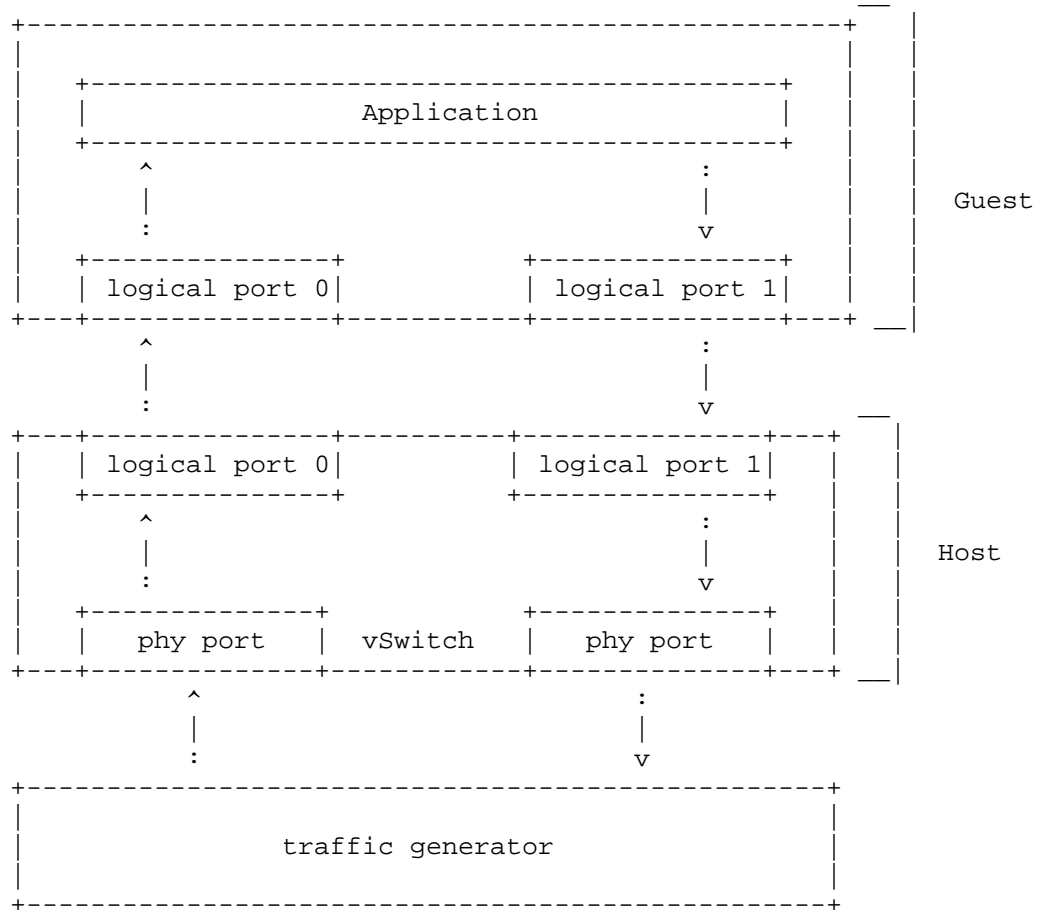 Application
Guest
logical port 0 logical port 1
logical port 0 logical port 1
Host
phy port vSwitch phy port
traffic generator